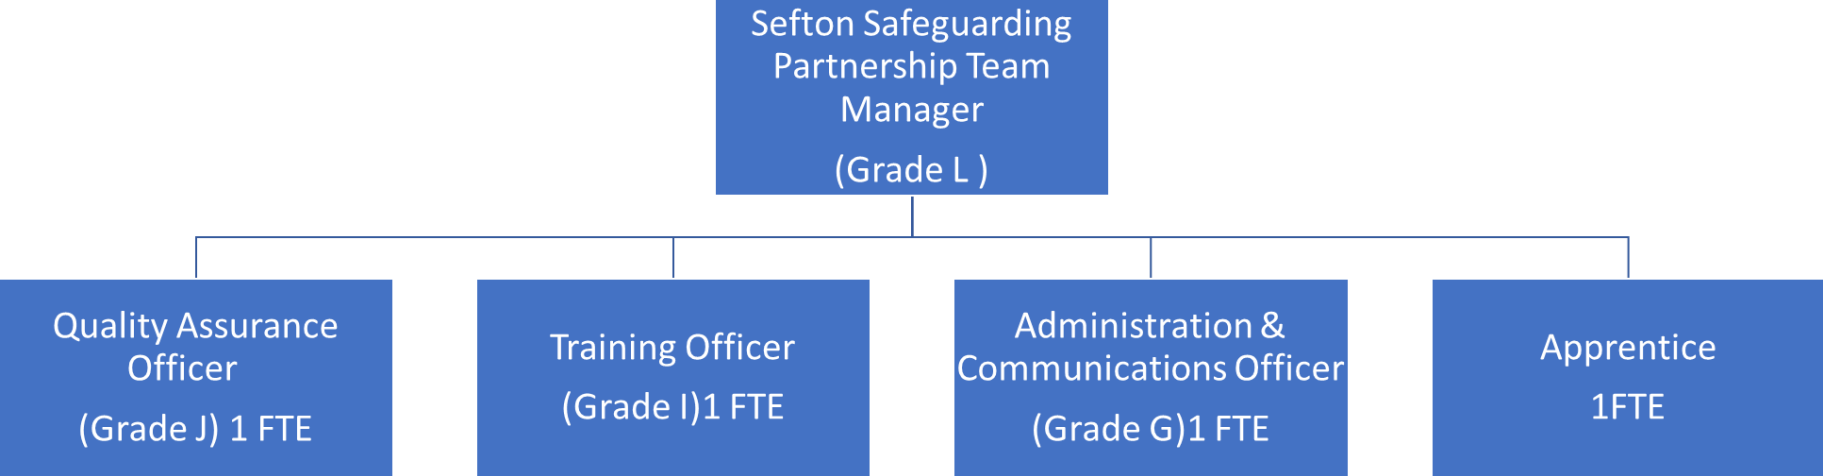 Sefton Safeguarding
Partnership Team
Manager
(Grade L )
Quality Assurance
Officer
(Grade J) 1 FTE
Training Officer
(Grade I)1 FTE
Administration &
Communications Officer
(Grade G)1 FTE
Apprentice
1FTE